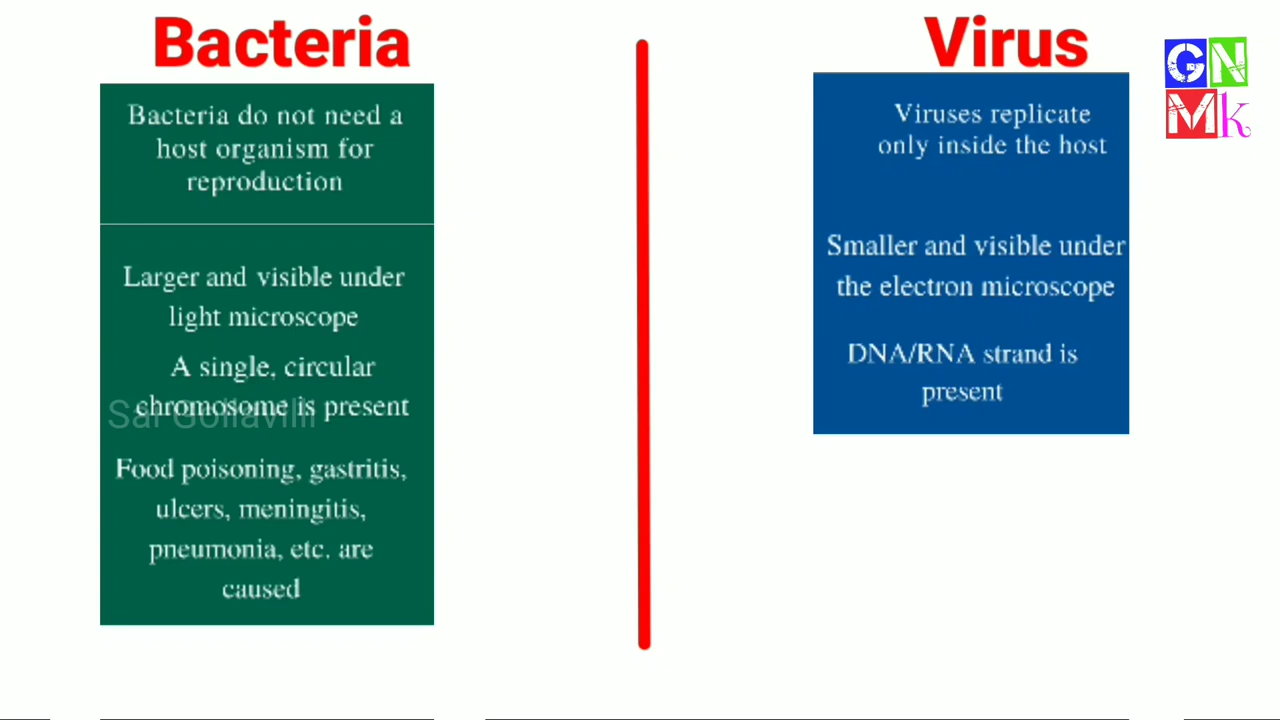 Bacteria
Bacteria do not need a
host organism for
reproduction
Larger and visible under
light microscope
A single, circular
chromosome is present
Sai Gollavilli
Food poisoning, gastritis,
ulcers, meningitis,
pneumonia, etc. are
caused
Virus
Viruses replicate
only inside the host
Smaller and visible under
the electron microscope
DNA/RNA strand is
present
GN
Mk